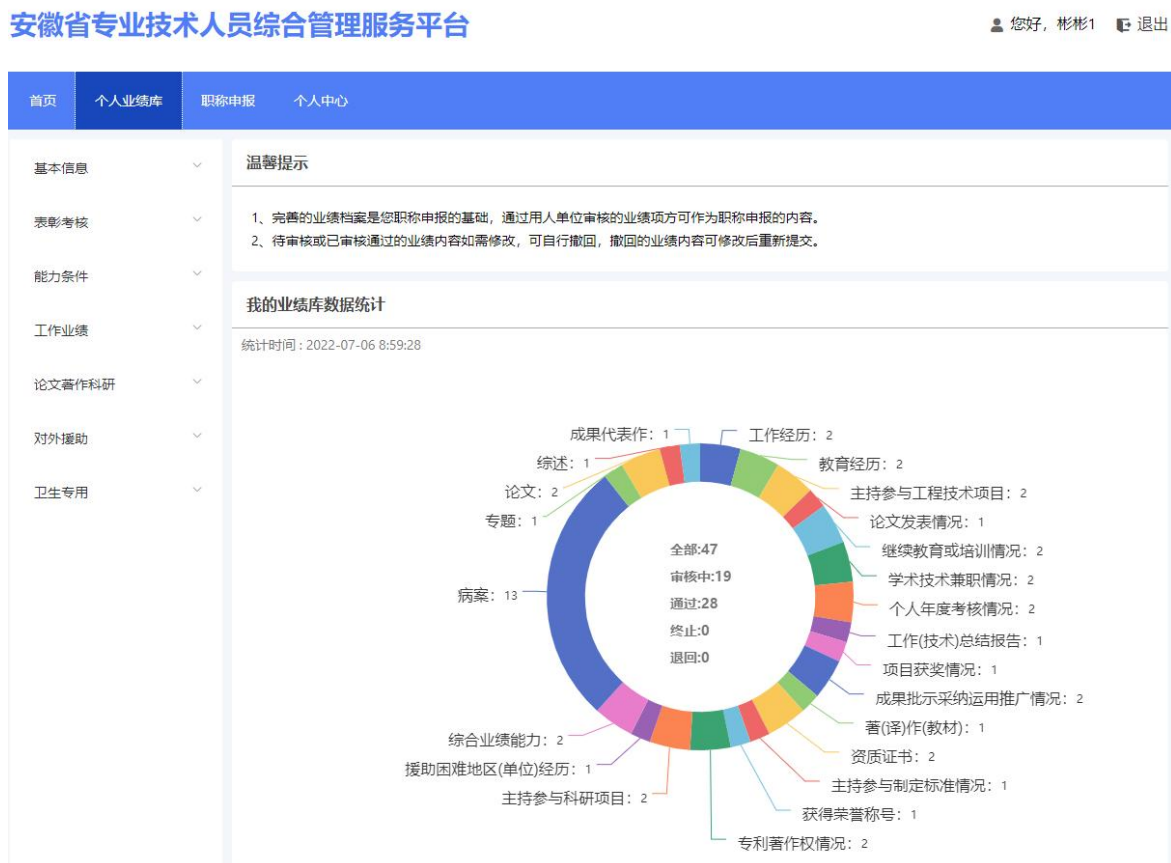 安徽省专业技术人员综合管理服务平台
您好，彬彬1 退出
首页 个人业绩库 职称申报 个人中心
基本信息
表彰考核
能力条件
工作业绩
论文著作科研
对外援助
卫生专用
温馨提示
1、完善的业绩档案是您职称申报的基础，通过用人单位审核的业绩项方可作为职称申报的内容。
2、待审核或已审核通过的业绩内容如需修改，可自行撤回，撤回的业绩内容可修改后重新提交。
我的业绩库数据统计
统计时间 : 2022-07-06 8:59:28
工作经历：2
教育经历：2
主持参与工程技术项目：2
论文发表情况：1
继续教育或培训情况：2
学术技术兼职情况：2
个人年度考核情况：2
工作(技术)总结报告：1
项目获奖情况：1
成果批示采纳运用推广情况：2
著(译)作(教材)：1
资质证书：2
主持参与制定标准情况：1
获得荣誉称号：1
专利著作权情况：2
主持参与科研项目：2
援助困难地区(单位)经历：1
综合业绩能力：2
病案：13
专题：1
论文：2
综述：1
成果代表作：1
全部:47
审核中:19
通过:28
终止:0
退回:0